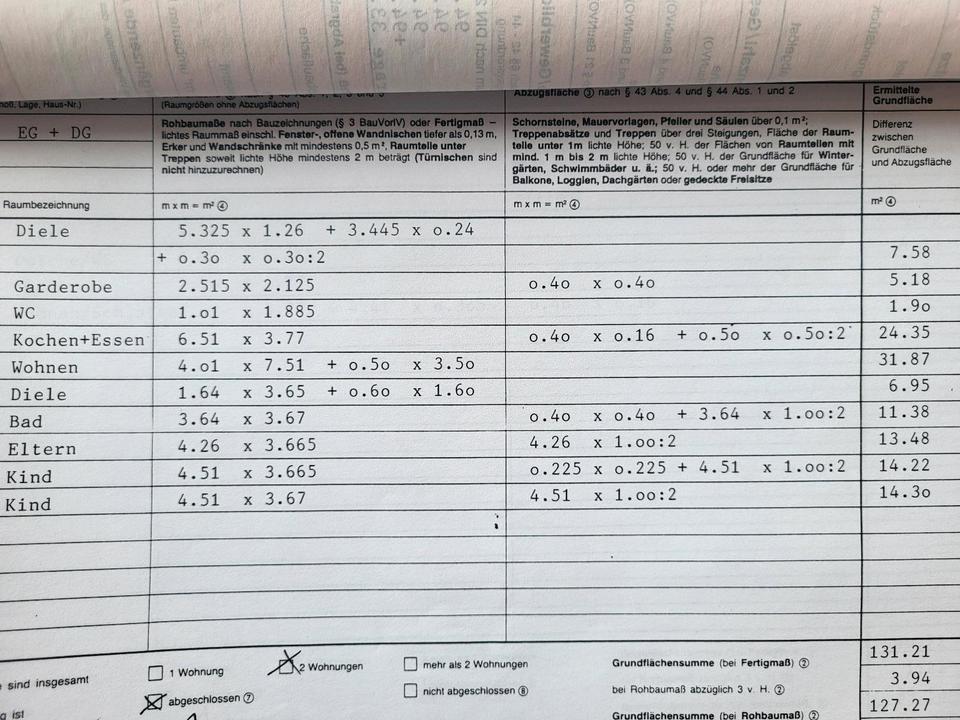 (Raumgrößen ohne Abzugsflächen)
Abzugsfläche ③ nach § 43 Abs. 4 und § 44 Abs. 1 und 2
Ermittelte
Grundfläche
Lage, Haus-Nr.)
EG + DG
Rohbaumaße nach Bauzeichnungen (§ 3 BauVorlV) oder Fertigmaß –
lichtes Raummaß einschl. Fenster-, offene Wandnischen tiefer als 0,13 m,
Erker und Wandschränke mit mindestens 0,5 m², Raumteile unter
Treppen soweit lichte Höhe mindestens 2 m beträgt (Türnischen sind
nicht hinzuzurechnen)
Schornsteine, Mauervorlagen, Pfeiler und Säulen über 0,1 m²;
Treppenabsätze und Treppen über drei Steigungen, Fläche der Raum-
teile unter 1m lichte Höhe; 50 v. H. der Flächen von Raumteilen mit
mind. 1 m bis 2 m lichte Höhe; 50 v. H. der Grundfläche für Winter-
gärten, Schwimmbäder u. ä.; 50 v. H. oder mehr der Grundfläche für
Balkone, Loggien, Dachgärten oder gedeckte Freisitze
Differenz
zwischen
Grundfläche
und Abzugsfläche
Raumbezeichnung m x m = m² ④ m x m = m² ④ m² ④
Diele 5.325 x 1.26 + 3.445 x o.24
+ o.3o x o.3o:2 7.58
Garderobe 2.515 x 2.125 o.4o x o.4o 5.18
WC 1.o1 x 1.885 1.9o
Kochen+Essen 6.51 x 3.77 o.4o x o.16 + o.5o x o.5o:2 24.35
Wohnen 4.o1 x 7.51 + o.5o x 3.5o 31.87
Diele 1.64 x 3.65 + o.6o x 1.6o 6.95
Bad 3.64 x 3.67 o.4o x o.4o + 3.64 x 1.oo:2 11.38
Eltern 4.26 x 3.665 4.26 x 1.oo:2 13.48
Kind 4.51 x 3.665 o.225 x o.225 + 4.51 x 1.oo:2 14.22
Kind 4.51 x 3.67 4.51 x 1.oo:2 14.3o
sind insgesamt 1 Wohnung 2 Wohnungen mehr als 2 Wohnungen Grundflächensumme (bei Fertigmaß) ② 131.21
abgeschlossen ⑦ nicht abgeschlossen ⑧ bei Rohbaumaß abzüglich 3 v. H. ② 3.94
ist Grundflächensumme (bei Rohbaumaß) ② 127.27